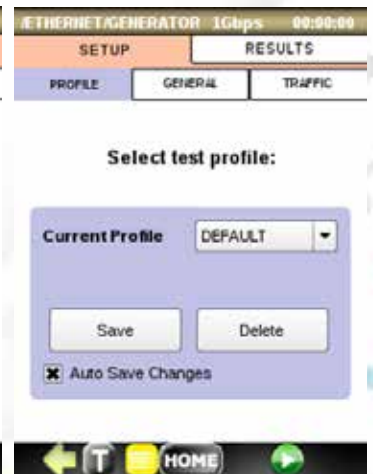 /ETHERNET/GENERATOR 1Gbps 00:00:00
SETUP RESULTS
PROFILE GENERAL TRAFFIC
Select test profile:
Current Profile DEFAULT
Save Delete
Auto Save Changes
T HOME